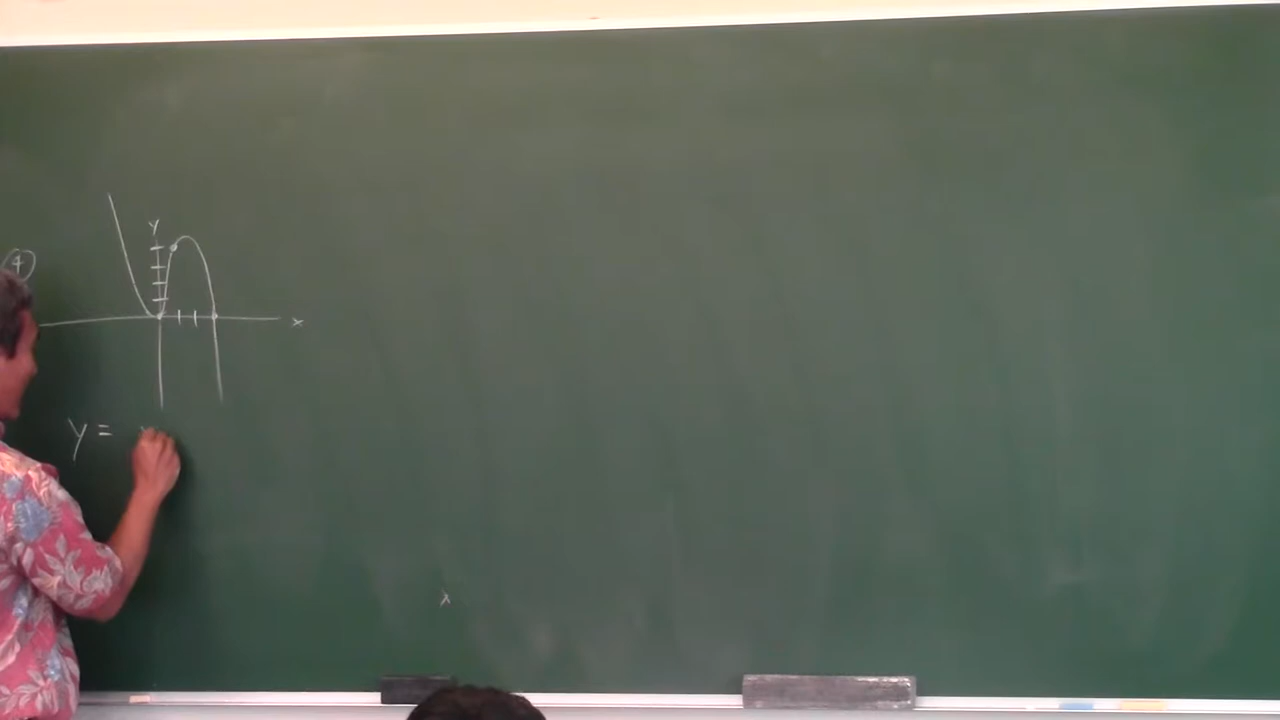 ④
y
x
y =
x